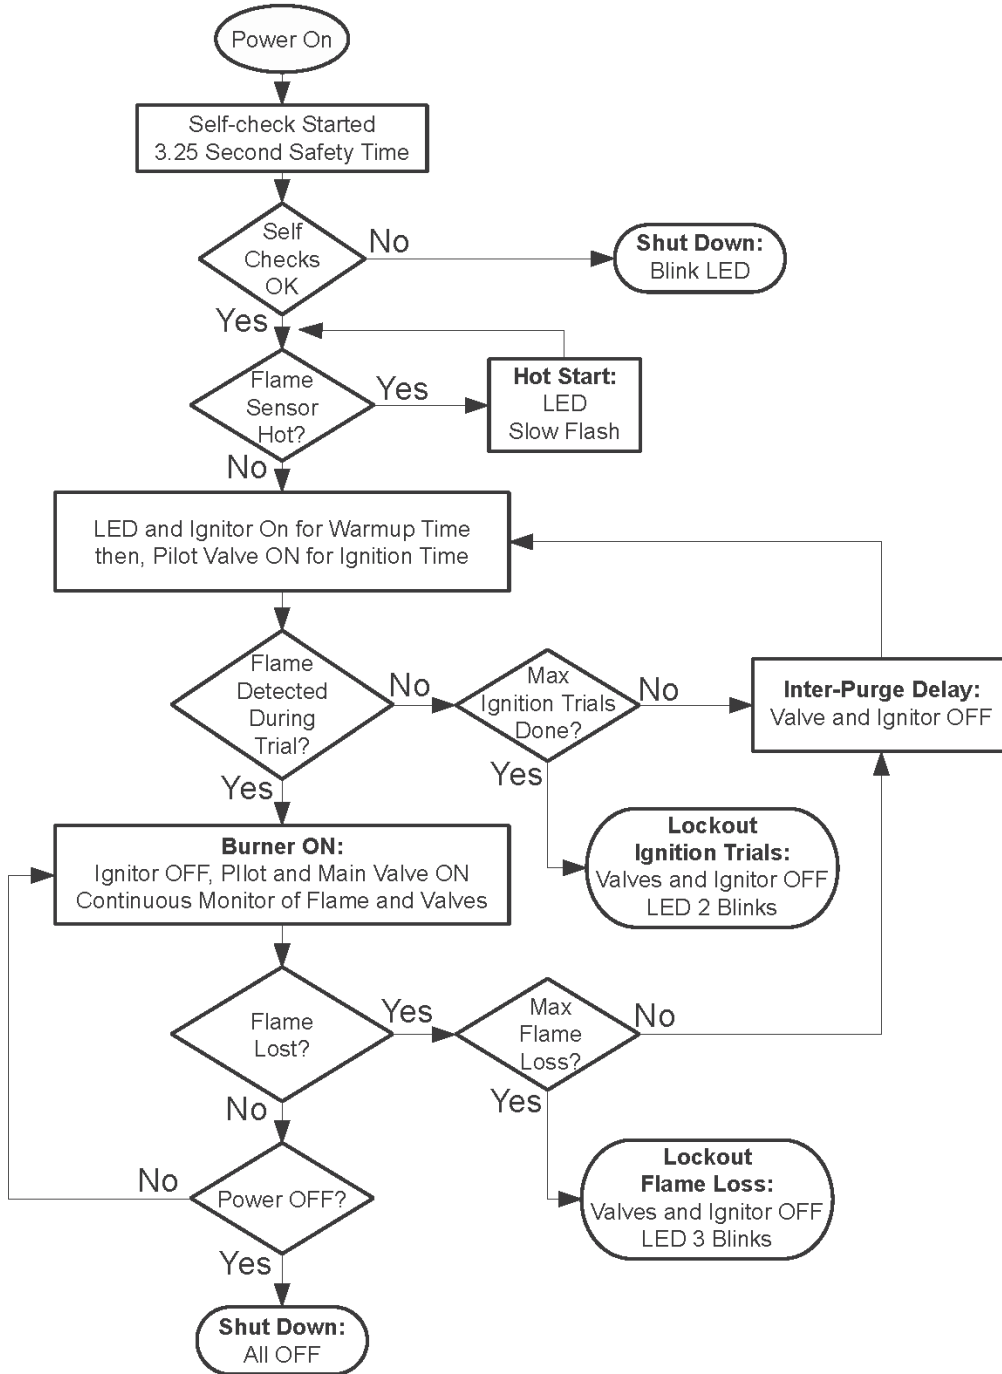 Power On
Self-check Started
3.25 Second Safety Time
Self
Checks
OK
No
Shut Down:
Blink LED
Yes
Flame
Sensor
Hot?
Yes
Hot Start:
LED
Slow Flash
No
LED and Ignitor On for Warmup Time
then, Pilot Valve ON for Ignition Time
Flame
Detected
During
Trial?
No
Max
Ignition Trials
Done?
No
Inter-Purge Delay:
Valve and Ignitor OFF
Yes
Yes
Lockout
Ignition Trials:
Valves and Ignitor OFF
LED 2 Blinks
Burner ON:
Ignitor OFF, PIlot and Main Valve ON
Continuous Monitor of Flame and Valves
Flame
Lost?
Yes
Max
Flame
Loss?
No
Yes
No
Lockout
Flame Loss:
Valves and Ignitor OFF
LED 3 Blinks
No
Power OFF?
Yes
Shut Down:
All OFF